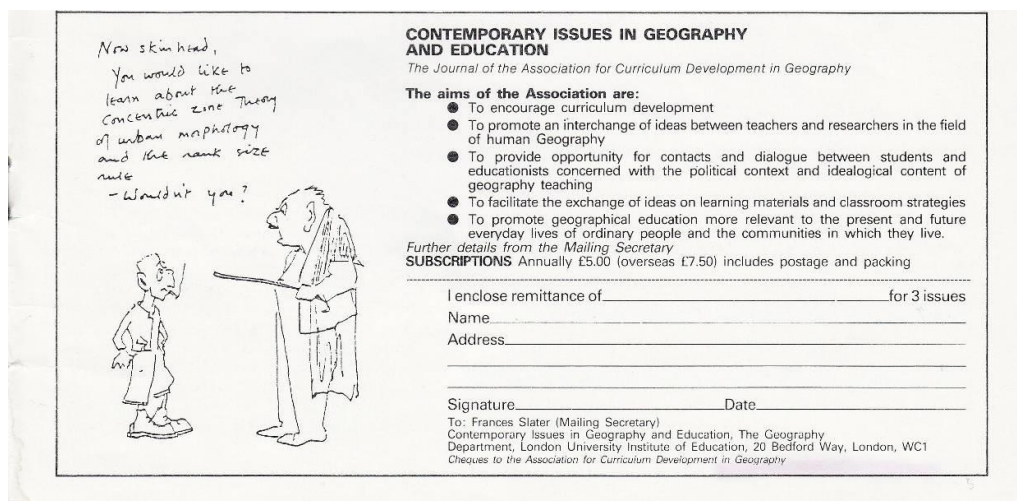 Now skinhead,
You would like to
learn about the
concentric zone Theory
of urban morphology
and the rank size
rule
- Wouldn't you?
CONTEMPORARY ISSUES IN GEOGRAPHY
AND EDUCATION
The Journal of the Association for Curriculum Development in Geography
The aims of the Association are:
● To encourage curriculum development
● To promote an interchange of ideas between teachers and researchers in the field
of human Geography
● To provide opportunity for contacts and dialogue between students and
educationists concerned with the political context and idealogical content of
geography teaching
● To facilitate the exchange of ideas on learning materials and classroom strategies
● To promote geographical education more relevant to the present and future
everyday lives of ordinary people and the communities in which they live.
Further details from the Mailing Secretary
SUBSCRIPTIONS Annually £5.00 (overseas £7.50) includes postage and packing
I enclose remittance of for 3 issues
Name
Address
Signature Date
To: Frances Slater (Mailing Secretary)
Contemporary Issues in Geography and Education, The Geography
Department, London University Institute of Education, 20 Bedford Way, London, WC1
Cheques to the Association for Curriculum Development in Geography